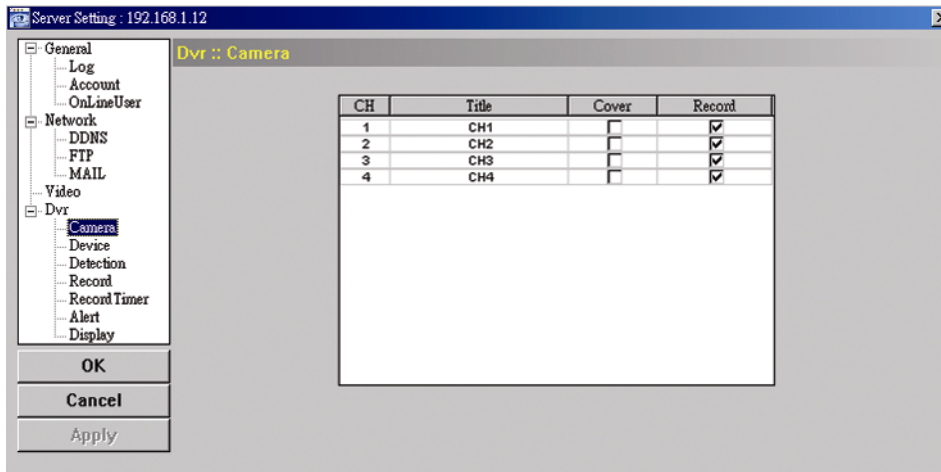 Server Setting : 192.168.1.12
General
Log
Account
OnLineUser
Network
DDNS
FTP
MAIL
Video
Dvr
Camera
Device
Detection
Record
Record Timer
Alert
Display
OK
Cancel
Apply
Dvr :: Camera
CH Title Cover Record
1 CH1
2 CH2
3 CH3
4 CH4